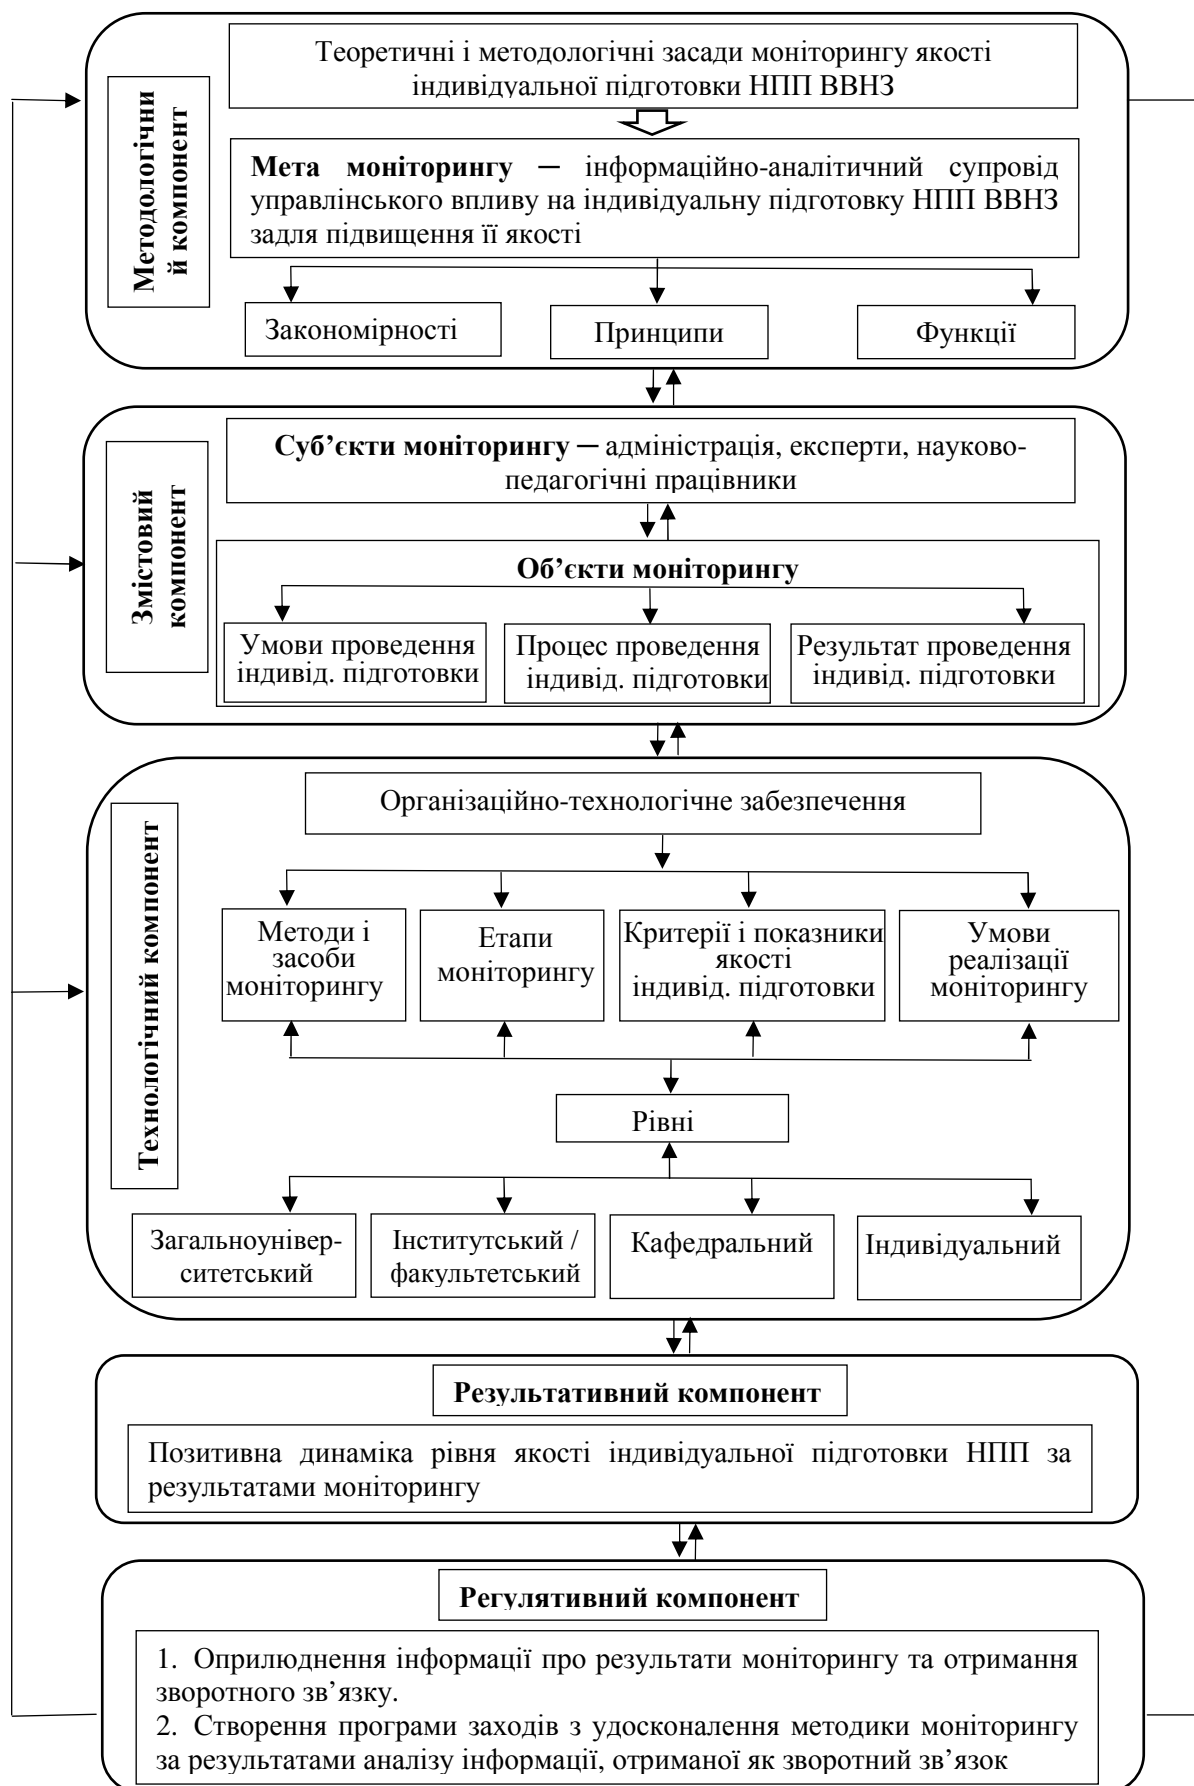 Теоретичні і методологічні засади моніторингу якості
індивідуальної підготовки НПП ВВНЗ
Методологічни
й компонент
Мета моніторингу — інформаційно-аналітичний супровід
управлінського впливу на індивідуальну підготовку НПП ВВНЗ
задля підвищення її якості
Закономірності
Принципи
Функції
Змістовий
компонент
Суб’єкти моніторингу — адміністрація, експерти, науково-
педагогічні працівники
Об’єкти моніторингу
Умови проведення
індивід. підготовки
Процес проведення
індивід. підготовки
Результат проведення
індивід. підготовки
Технологічний компонент
Організаційно-технологічне забезпечення
Методи і
засоби
моніторингу
Етапи
моніторингу
Критерії і показники
якості
індивід. підготовки
Умови
реалізації
моніторингу
Рівні
Загальноунівер-
ситетський
Інститутський /
факультетський
Кафедральний
Індивідуальний
Результативний компонент
Позитивна динаміка рівня якості індивідуальної підготовки НПП за
результатами моніторингу
Регулятивний компонент
1. Оприлюднення інформації про результати моніторингу та отримання
зворотного зв’язку.
2. Створення програми заходів з удосконалення методики моніторингу
за результатами аналізу інформації, отриманої як зворотний зв’язок